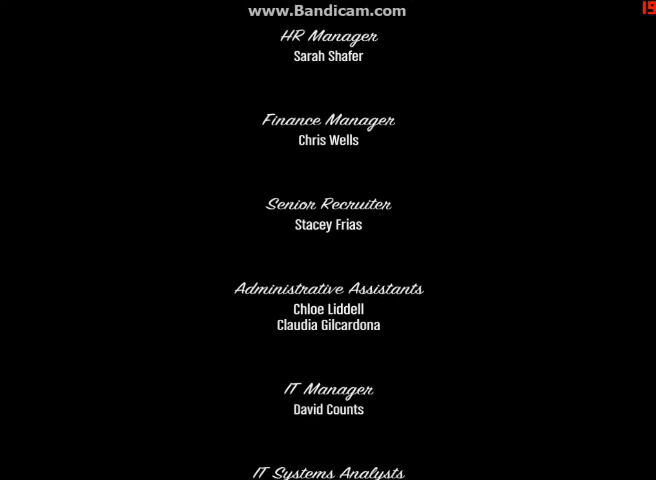 www.Bandicam.com
19
HR Manager
Sarah Shafer
Finance Manager
Chris Wells
Senior Recruiter
Stacey Frias
Administrative Assistants
Chloe Liddell
Claudia Gilcardona
IT Manager
David Counts
IT Systems Analysts